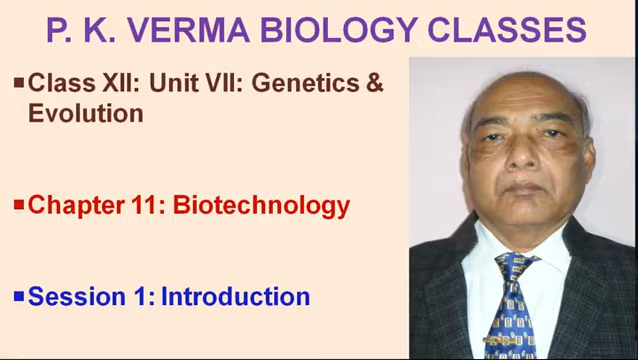 P. K. VERMA BIOLOGY CLASSES
Class XII: Unit VII: Genetics &
Evolution
Chapter 11: Biotechnology
Session 1: Introduction